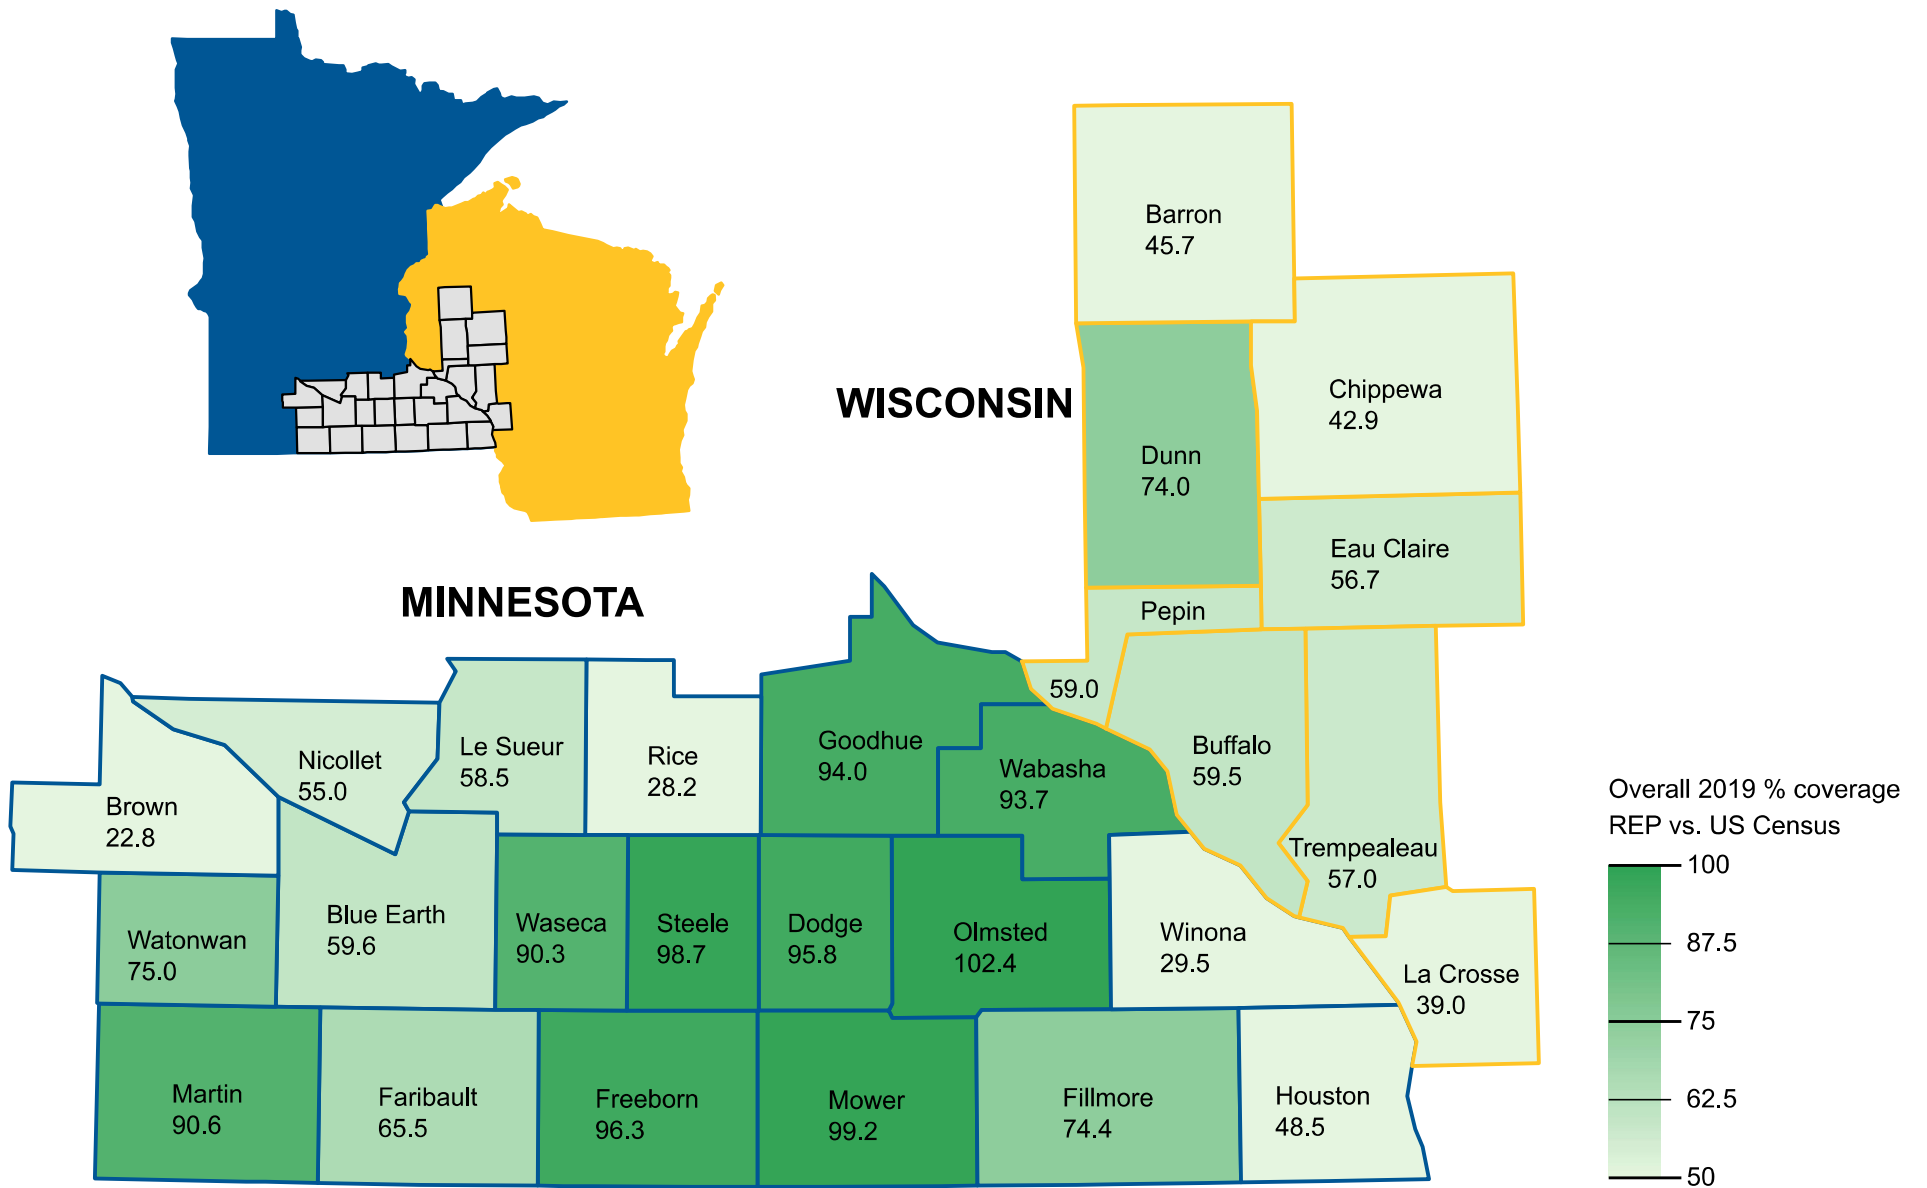 WISCONSIN
Barron
45.7
Chippewa
42.9
Dunn
74.0
Eau Claire
56.7
Pepin
59.0
Buffalo
59.5
Trempealeau
57.0
La Crosse
39.0
MINNESOTA
Brown
22.8
Nicollet
55.0
Le Sueur
58.5
Rice
28.2
Goodhue
94.0
Wabasha
93.7
Watonwan
75.0
Blue Earth
59.6
Waseca
90.3
Steele
98.7
Dodge
95.8
Olmsted
102.4
Winona
29.5
Martin
90.6
Faribault
65.5
Freeborn
96.3
Mower
99.2
Fillmore
74.4
Houston
48.5
Overall 2019 % coverage
REP vs. US Census
100
87.5
75
62.5
50